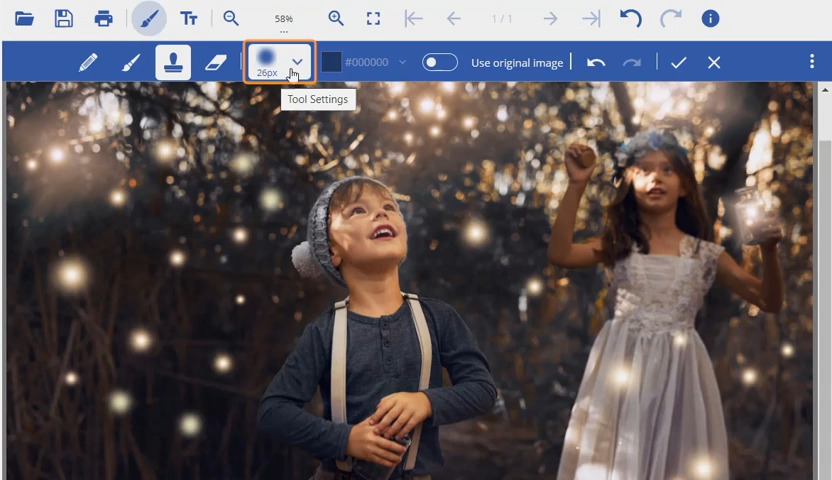 58%
...
1 / 1
26px
#000000
Use original image
Tool Settings